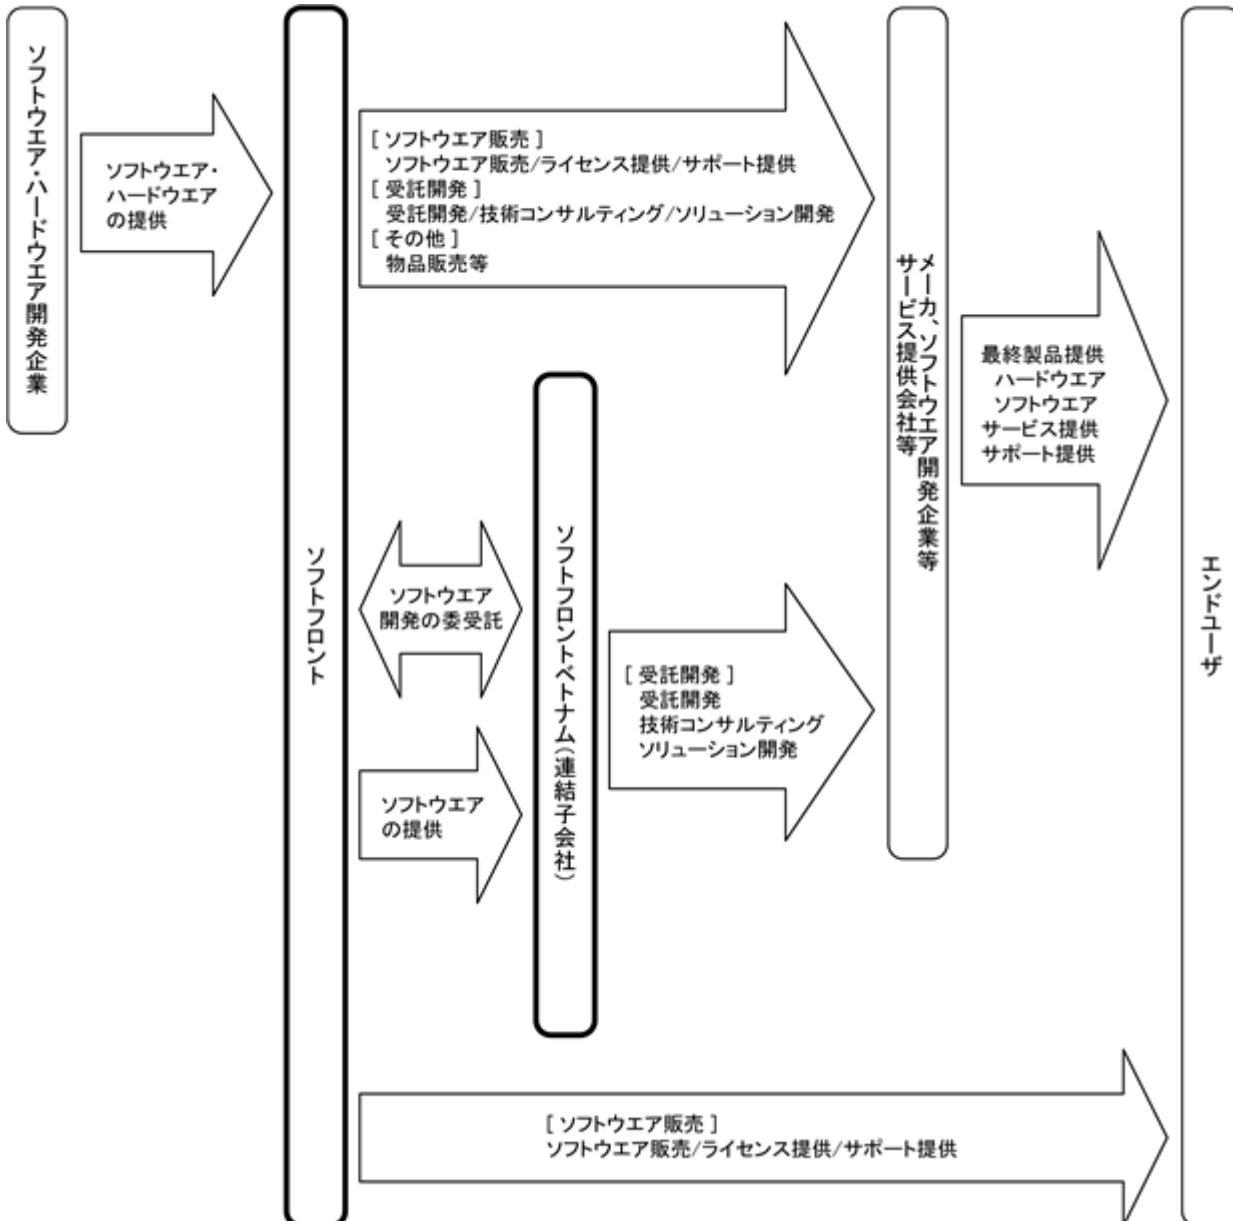 ソフトウエア・ハードウエア開発企業
ソフトウエア・
ハードウエア
の提供
ソフトフロント
[ ソフトウエア販売 ]
ソフトウエア販売/ライセンス提供/サポート提供
[ 受託開発 ]
受託開発/技術コンサルティング/ソリューション開発
[ その他 ]
物品販売等
ソフトウエア
開発の委受託
ソフトウエア
の提供
ソフトフロントベトナム(連結子会社)
[ 受託開発 ]
受託開発
技術コンサルティング
ソリューション開発
メーカ、ソフトウエア開発企業等
サービス提供会社等
最終製品提供
ハードウエア
ソフトウエア
サービス提供
サポート提供
[ ソフトウエア販売 ]
ソフトウエア販売/ライセンス提供/サポート提供
エンドユーザ